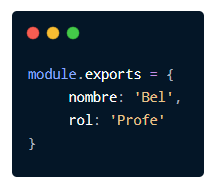 module.exports = {
     nombre: 'Bel',
     rol: 'Profe'
}